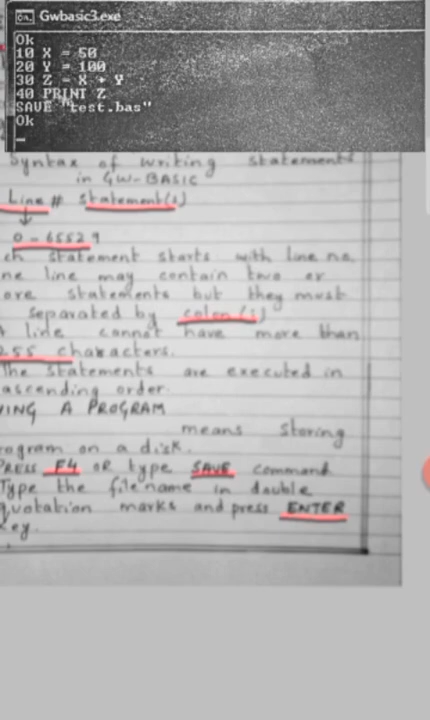 Gwbasic3.exe
Ok
10 X = 50
20 Y = 100
30 Z = X + Y
40 PRINT Z
SAVE "test.bas"
Ok
Syntax of writing statements
in GW-BASIC
Line # Statement(s)
0 - 65529
ch statement starts with line no.
ne line may contain two or
ore statements but they must
separated by colon (:)
A line cannot have more than
255 characters.
The statements are executed in
ascending order.
VING A PROGRAM
means storing
rogram on a disk.
PRESS F4 OR type SAVE command
Type the filename in double
quotation marks and press ENTER
key.